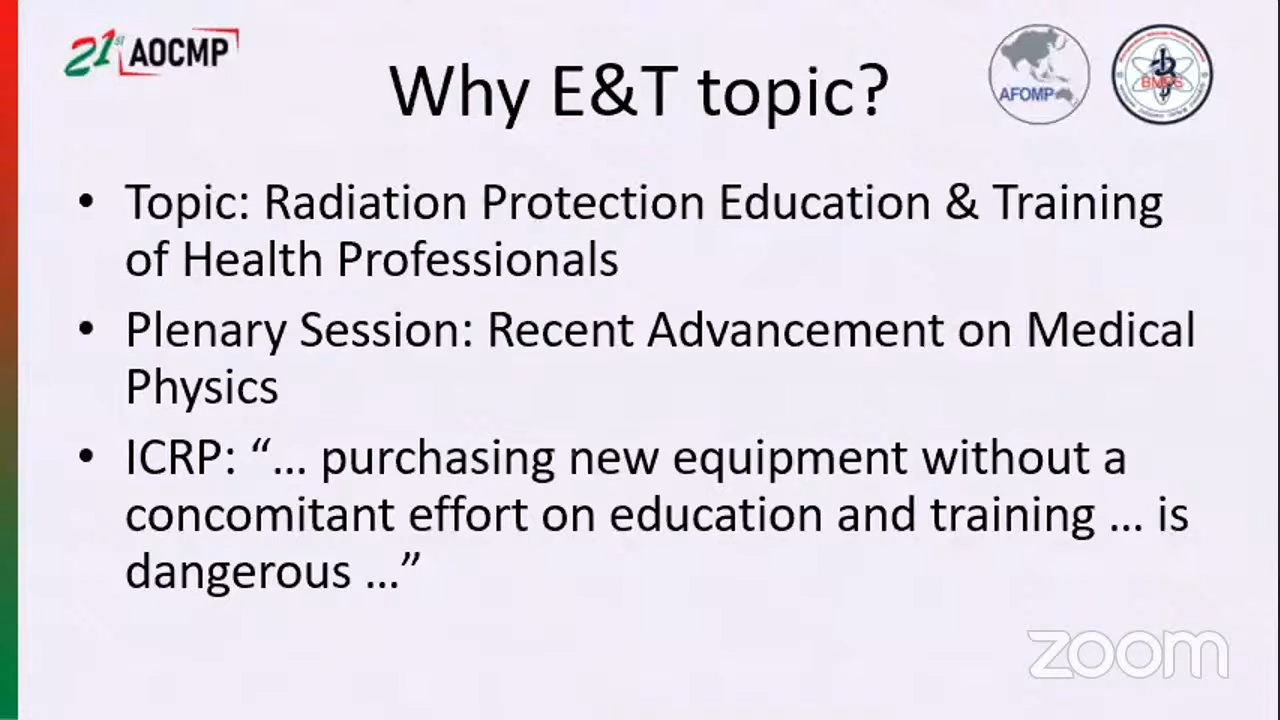 21st AOCMP
Why E&T topic?
AFOMP
BMPS
• Topic: Radiation Protection Education & Training
of Health Professionals
• Plenary Session: Recent Advancement on Medical
Physics
• ICRP: “... purchasing new equipment without a
concomitant effort on education and training ... is
dangerous ...”
zoom